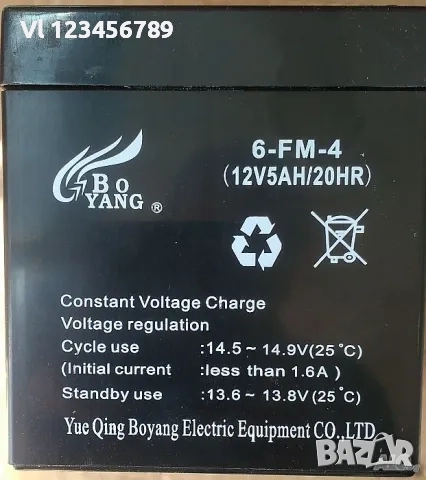 Vl 123456789
6-FM-4
(12V5AH/20HR)
Bo
YANG ®
Constant Voltage Charge
Voltage regulation
Cycle use :14.5~ 14.9V(25℃)
(Initial current :less than 1.6A)
Standby use :13.6~ 13.8V(25℃)
Yue Qing Boyang Electric Equipment CO.,LTD
BAZAR